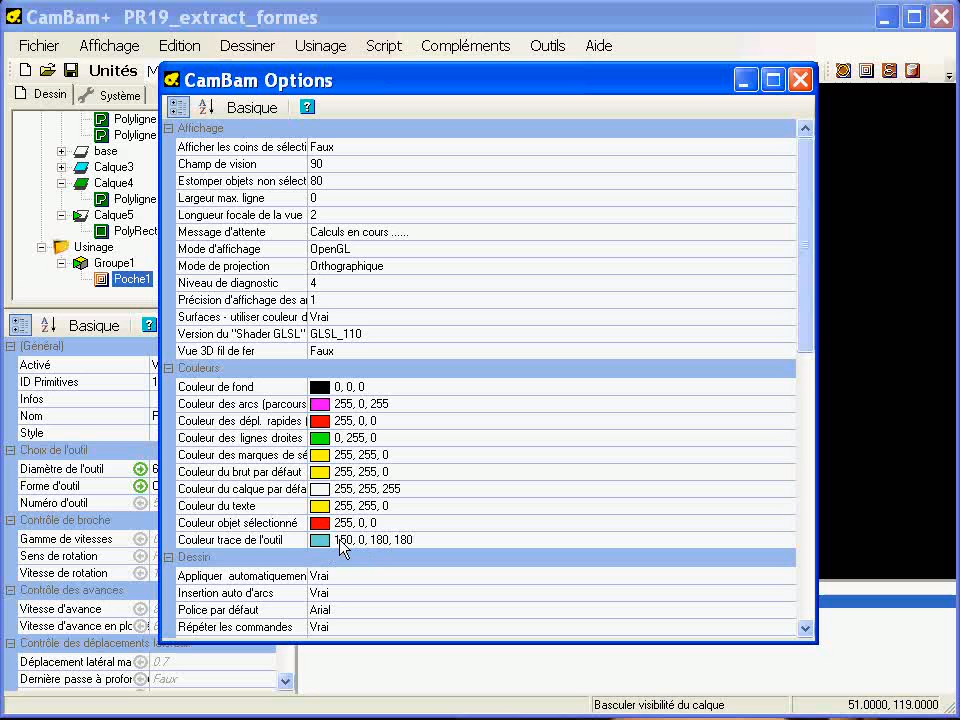 CamBam+ PR19_extract_formes
Fichier Affichage Edition Dessiner Usinage Script Compléments Outils Aide
Unités
Dessin Système
CamBam Options
Basique
Affichage
Afficher les coins de sélecti Faux
Champ de vision 90
Estomper objets non sélect 80
Largeur max. ligne 0
Longueur focale de la vue 2
Message d'attente Calculs en cours ......
Mode d'affichage OpenGL
Mode de projection Orthographique
Niveau de diagnostic 4
Précision d'affichage des a 1
Surfaces - utiliser couleur d Vrai
Version du "Shader GLSL" GLSL_110
Vue 3D fil de fer Faux
Couleurs
Couleur de fond 0, 0, 0
Couleur des arcs (parcours 255, 0, 255
Couleur des dépl. rapides ( 255, 0, 0
Couleur des lignes droites 0, 255, 0
Couleur des marques de sé 255, 255, 0
Couleur du brut par défaut 255, 255, 0
Couleur du calque par défa 255, 255, 255
Couleur du texte 255, 255, 0
Couleur objet sélectionné 255, 0, 0
Couleur trace de l'outil 150, 0, 180, 180
Dessin
Appliquer automatiquemen Vrai
Insertion auto d'arcs Vrai
Police par défaut Arial
Répéter les commandes Vrai
Polyligne
Polyligne
base
Calque3
Calque4
Polyligne
Calque5
PolyRect
Usinage
Groupe1
Poche1
Basique
(Général)
Activé
ID Primitives 1
Infos
Nom
Style
Choix de l'outil
Diamètre de l'outil 6
Forme d'outil
Numéro d'outil
Contrôle de broche
Gamme de vitesses
Sens de rotation
Vitesse de rotation
Contrôle des avances
Vitesse d'avance
Vitesse d'avance en plo
Contrôle des déplacements
Déplacement latéral ma 0.7
Dernière passe à profor Faux
Basculer visibilité du calque 51.0000, 119.0000